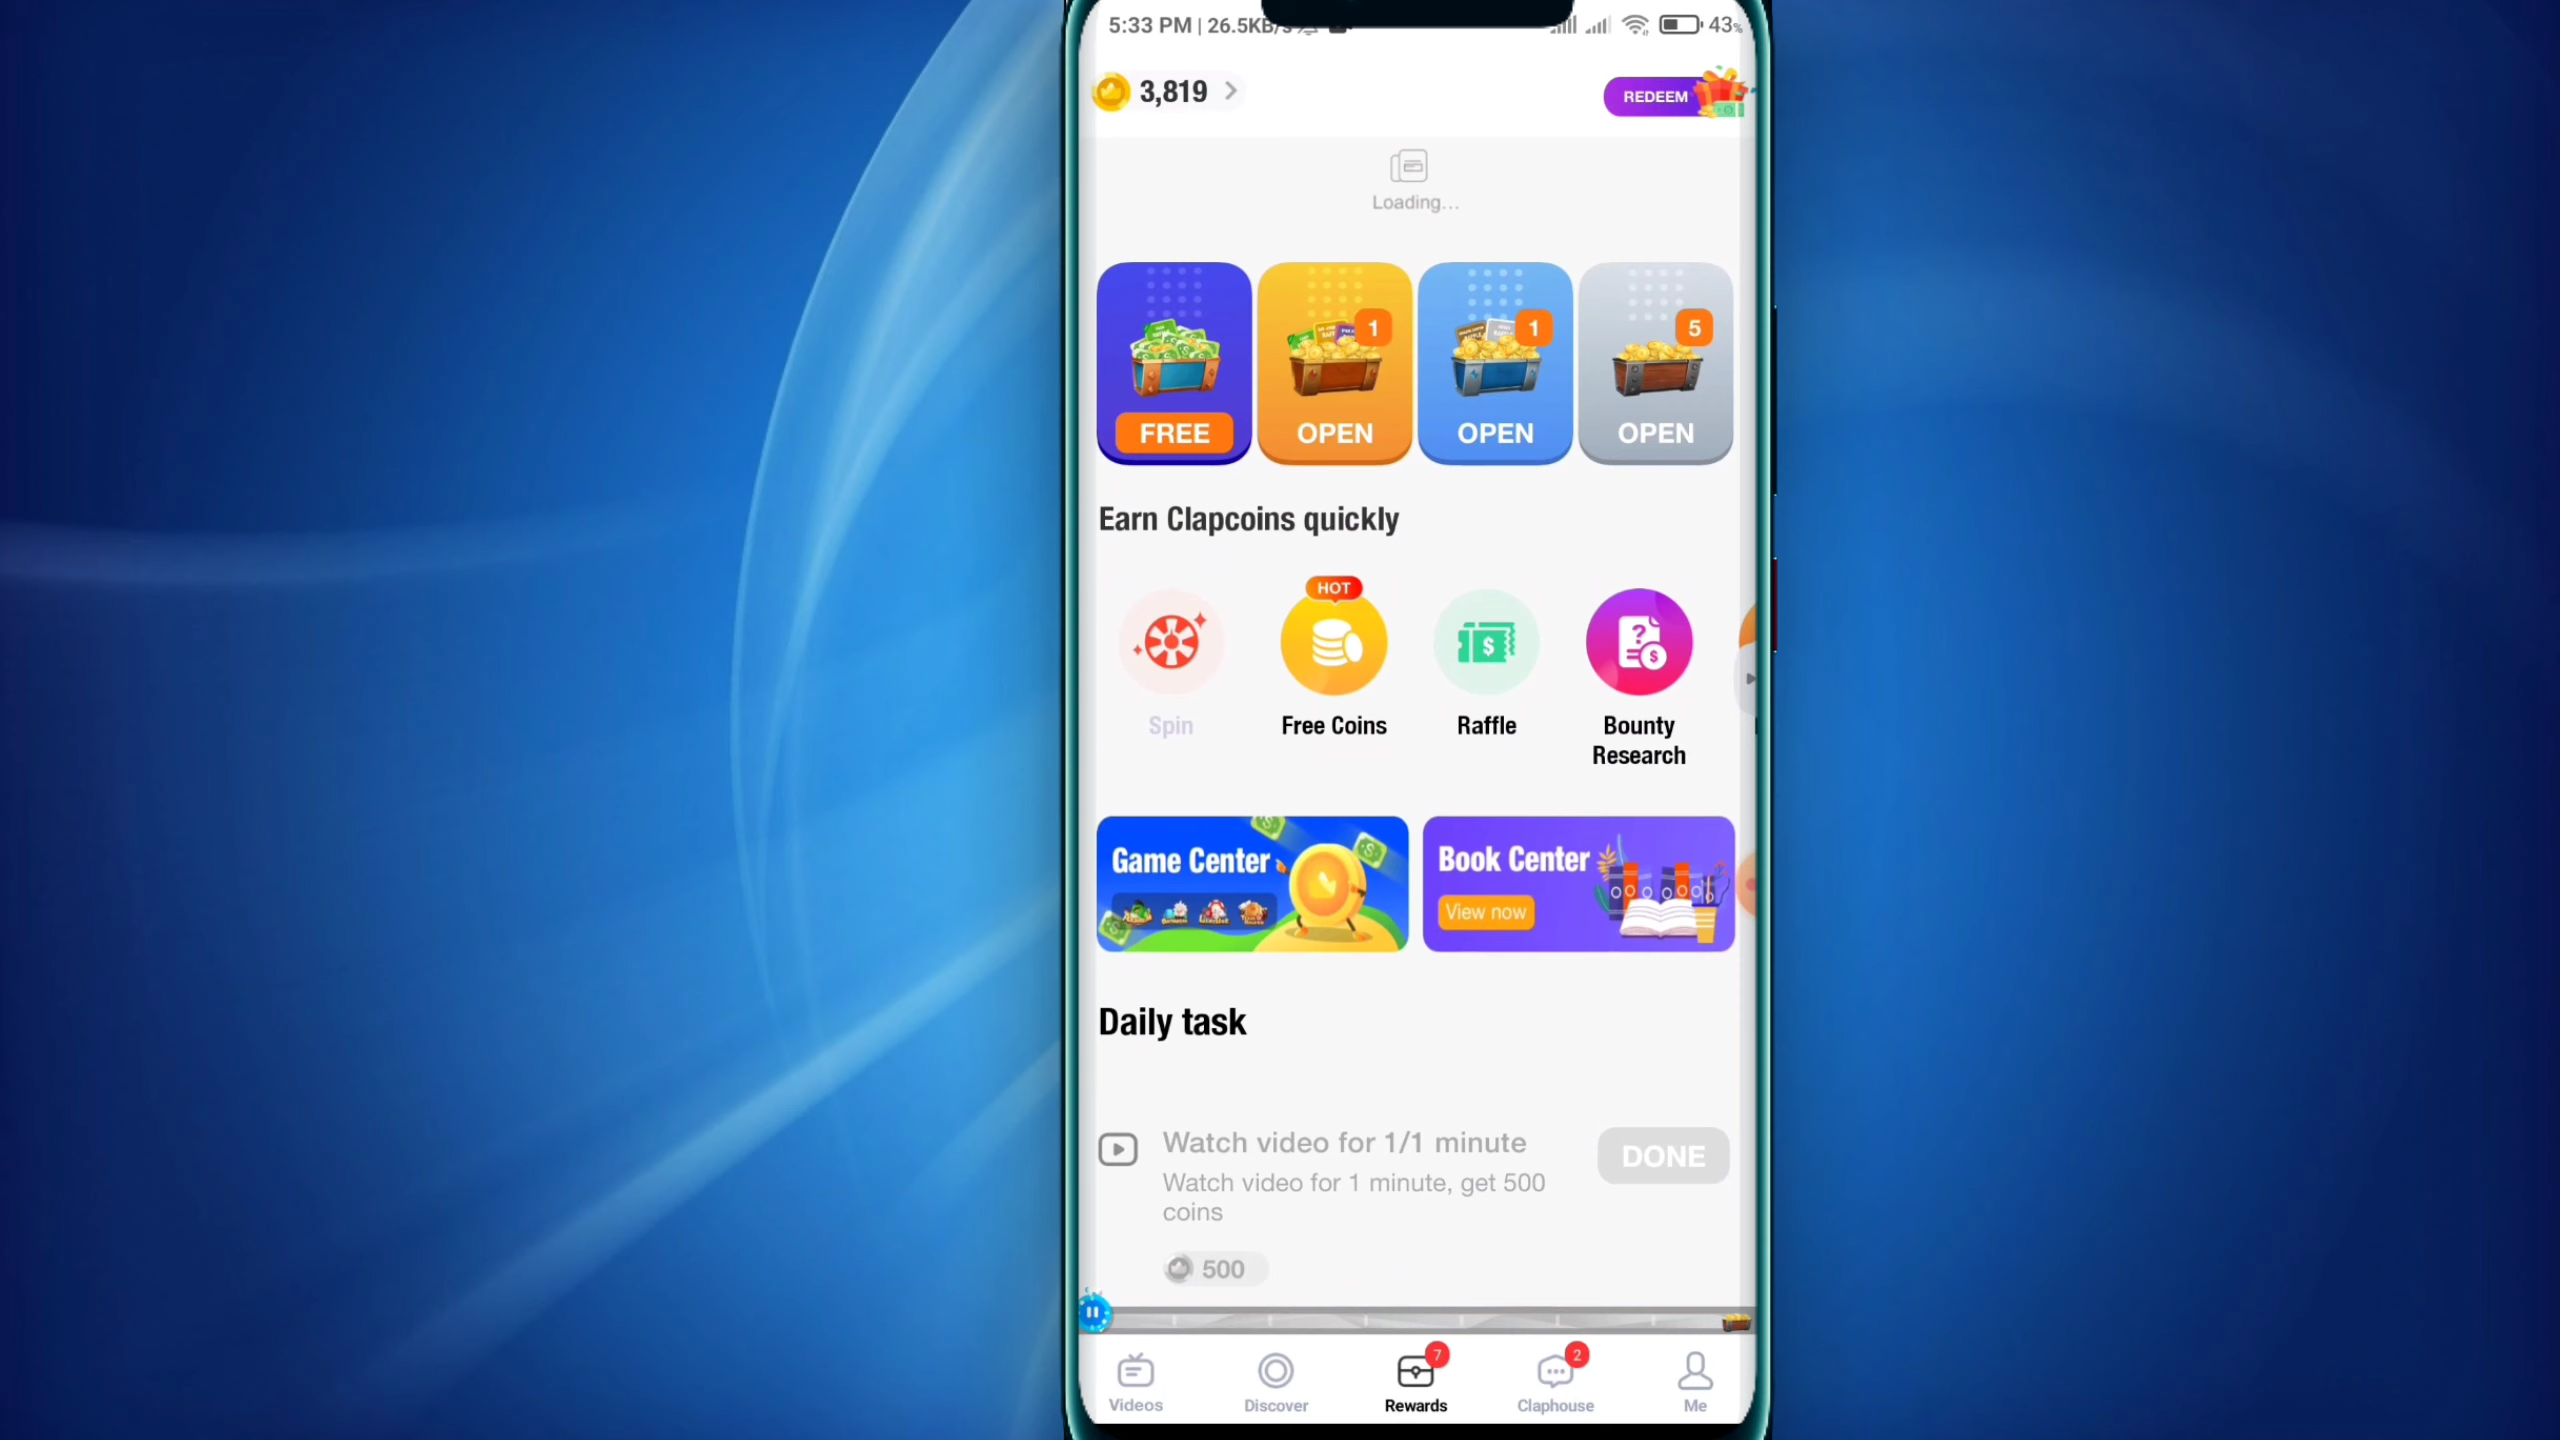 5:33 PM | 26.5KB/s
43%
3,819
REDEEM
Loading...
1
1
5
FREE
OPEN
OPEN
OPEN
Earn Clapcoins quickly
HOT
Spin
Free Coins
Raffle
Bounty
Research
Game Center
Book Center
View now
Daily task
Watch video for 1/1 minute
DONE
Watch video for 1 minute, get 500
coins
500
7
2
Videos
Discover
Rewards
Claphouse
Me